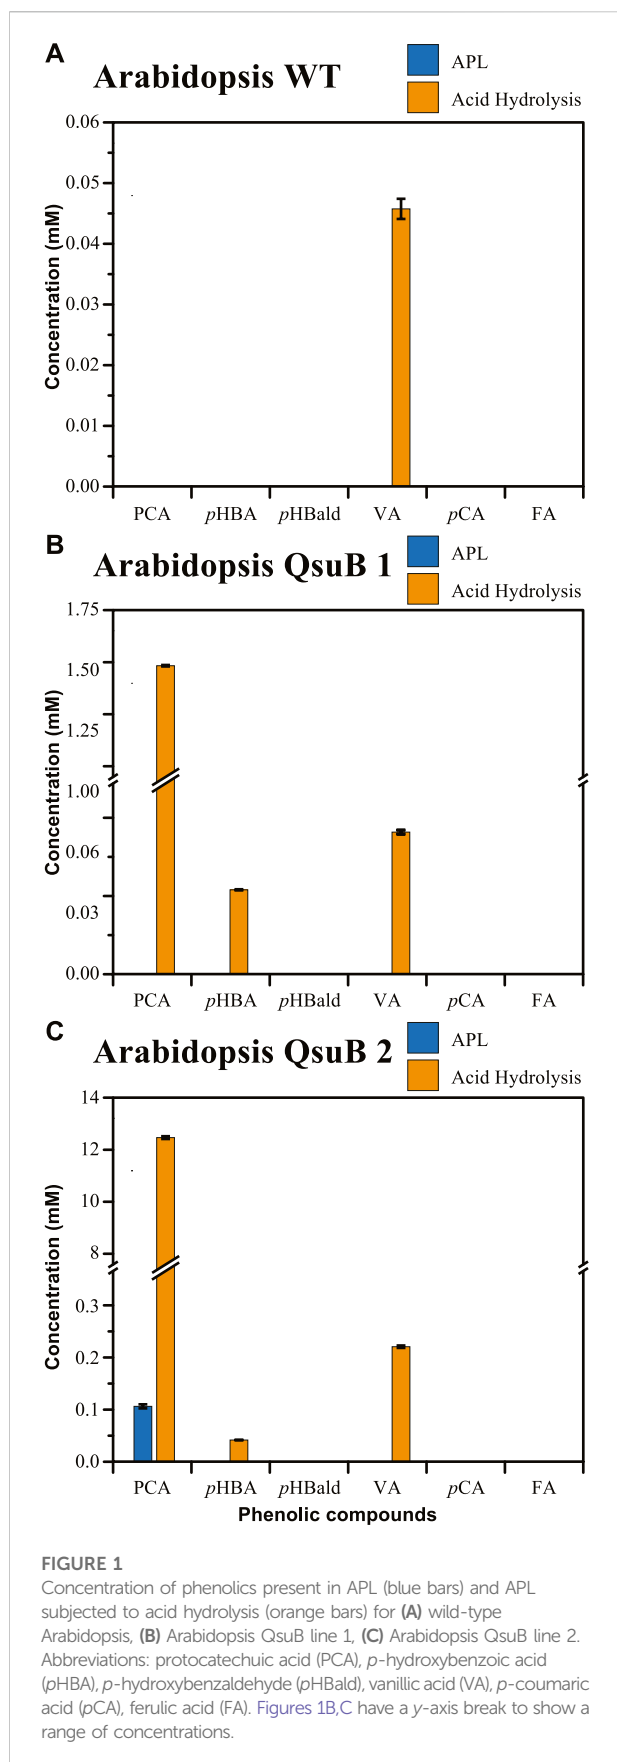 A
Arabidopsis WT
APL
Acid Hydrolysis
Concentration (mM)
0.06
0.05
0.04
0.03
0.02
0.01
0.00
PCA pHBA pHBald VA pCA FA
B
Arabidopsis QsuB 1
APL
Acid Hydrolysis
Concentration (mM)
1.75
1.50
1.25
1.00
0.06
0.03
0.00
PCA pHBA pHBald VA pCA FA
C
Arabidopsis QsuB 2
APL
Acid Hydrolysis
Concentration (mM)
14
12
10
8
0.3
0.2
0.1
0.0
PCA pHBA pHBald VA pCA FA
Phenolic compounds
FIGURE 1
Concentration of phenolics present in APL (blue bars) and APL
subjected to acid hydrolysis (orange bars) for (A) wild-type
Arabidopsis, (B) Arabidopsis QsuB line 1, (C) Arabidopsis QsuB line 2.
Abbreviations: protocatechuic acid (PCA), p-hydroxybenzoic acid
(pHBA), p-hydroxybenzaldehyde (pHBald), vanillic acid (VA), p-coumaric
acid (pCA), ferulic acid (FA). Figures 1B,C have a y-axis break to show a
range of concentrations.